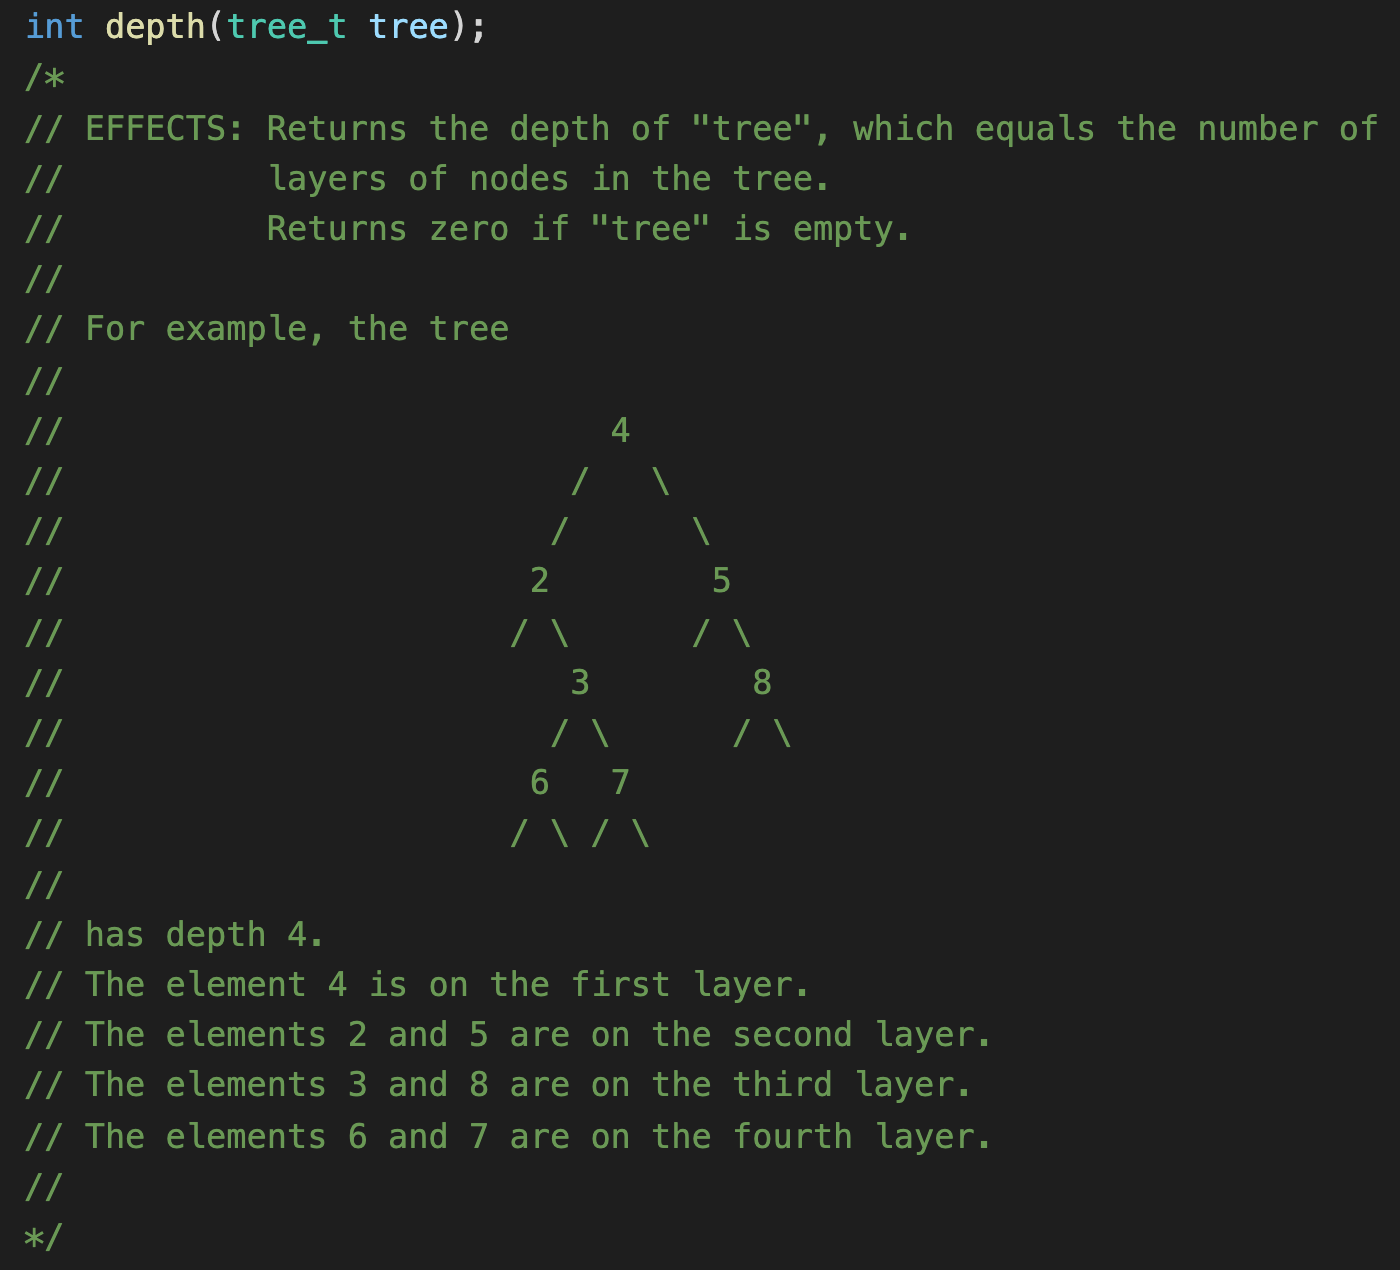 int depth(tree_t tree);
/*
// EFFECTS: Returns the depth of "tree", which equals the number of
//          layers of nodes in the tree.
//          Returns zero if "tree" is empty.
//
// For example, the tree
//
//                           4
//                         /   \
//                        /      \
//                       2        5
//                      / \      / \
//                         3        8
//                        / \      / \
//                       6   7
//                      / \ / \
//
// has depth 4.
// The element 4 is on the first layer.
// The elements 2 and 5 are on the second layer.
// The elements 3 and 8 are on the third layer.
// The elements 6 and 7 are on the fourth layer.
//
*/